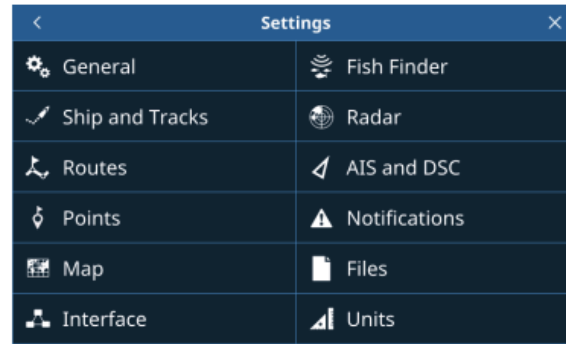 Settings
General
Fish Finder
Ship and Tracks
Radar
Routes
AIS and DSC
Points
Notifications
Map
Files
Interface
Units